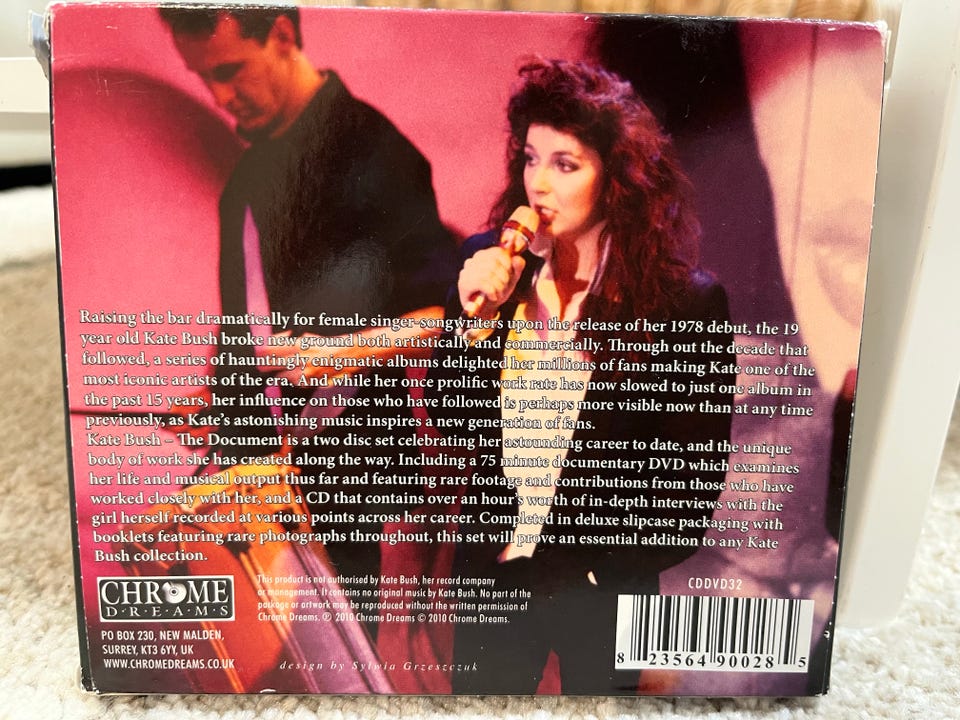 Raising the bar dramatically for female singer-songwriters upon the release of her 1978 debut, the 19
year old Kate Bush broke new ground both artistically and commercially. Through out the decade that
followed, a series of hauntingly enigmatic albums delighted her millions of fans making Kate one of the
most iconic artists of the era. And while her once prolific work rate has now slowed to just one album in
the past 15 years, her influence on those who have followed is perhaps more visible now than at any time
previously, as Kate's astonishing music inspires a new generation of fans.
Kate Bush – The Document is a two disc set celebrating her astounding career to date, and the unique
body of work she has created along the way. Including a 75 minute documentary DVD which examines
her life and musical output thus far and featuring rare footage and contributions from those who have
worked closely with her, and a CD that contains over an hour's worth of in-depth interviews with the
girl herself recorded at various points across her career. Completed in deluxe slipcase packaging with
booklets featuring rare photographs throughout, this set will prove an essential addition to any Kate
Bush collection.
CHROME
D·R·E·A·M·S
PO BOX 230, NEW MALDEN,
SURREY, KT3 6YY, UK
WWW.CHROMEDREAMS.CO.UK
This product is not authorised by Kate Bush, her record company
or management. It contains no original music by Kate Bush. No part of the
package or artwork may be reproduced without the written permission of
Chrome Dreams. ℗ 2010 Chrome Dreams © 2010 Chrome Dreams.
design by Sylwia Grzeszczuk
CDDVD32
8 23564 90028 5